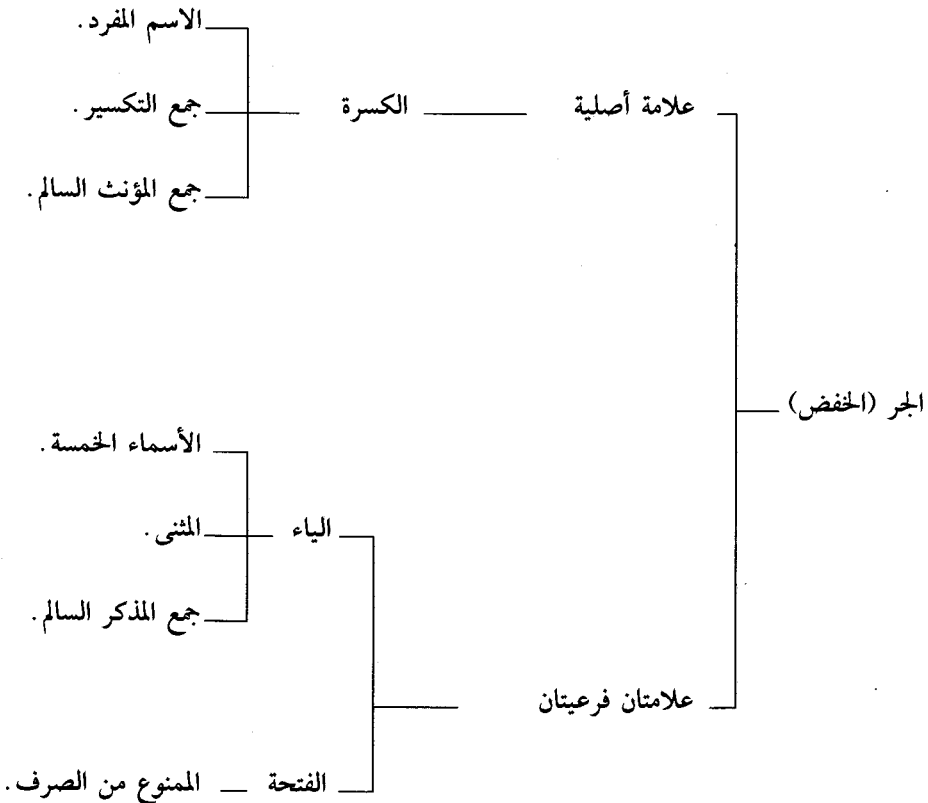 الاسم المفرد.
علامة أصلية الكسرة جمع التكسير.
جمع المؤنث السالم.
الجر (الخفض)
الأسماء الخمسة.
الياء المثنى.
جمع المذكر السالم.
علامتان فرعيتان
الفتحة الممنوع من الصرف.